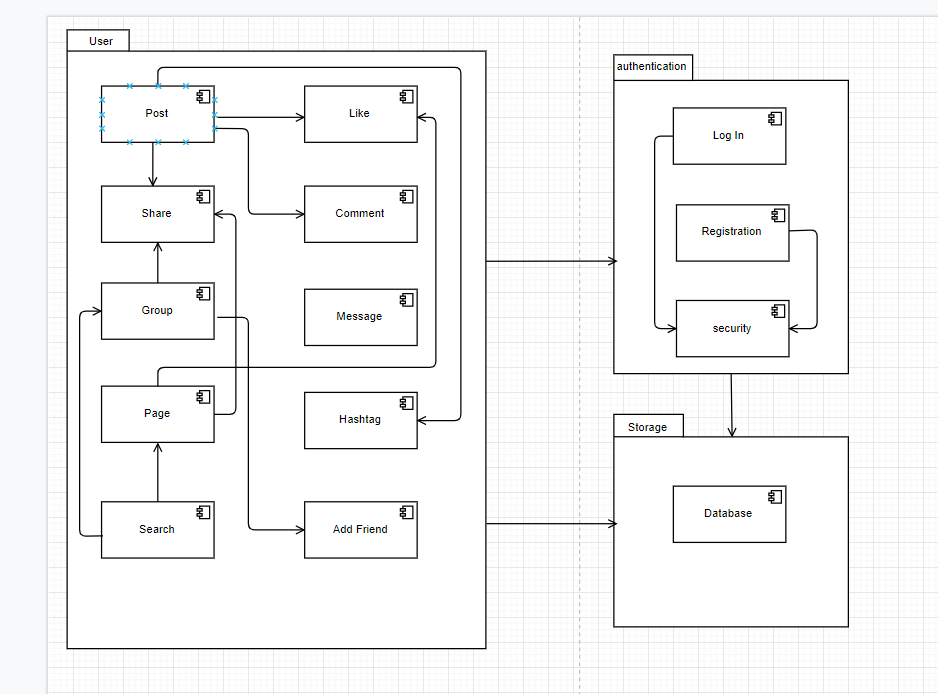 User
authentication
Post
Like
Log In
Share
Comment
Registration
Group
Message
security
Page
Hashtag
Storage
Search
Add Friend
Database